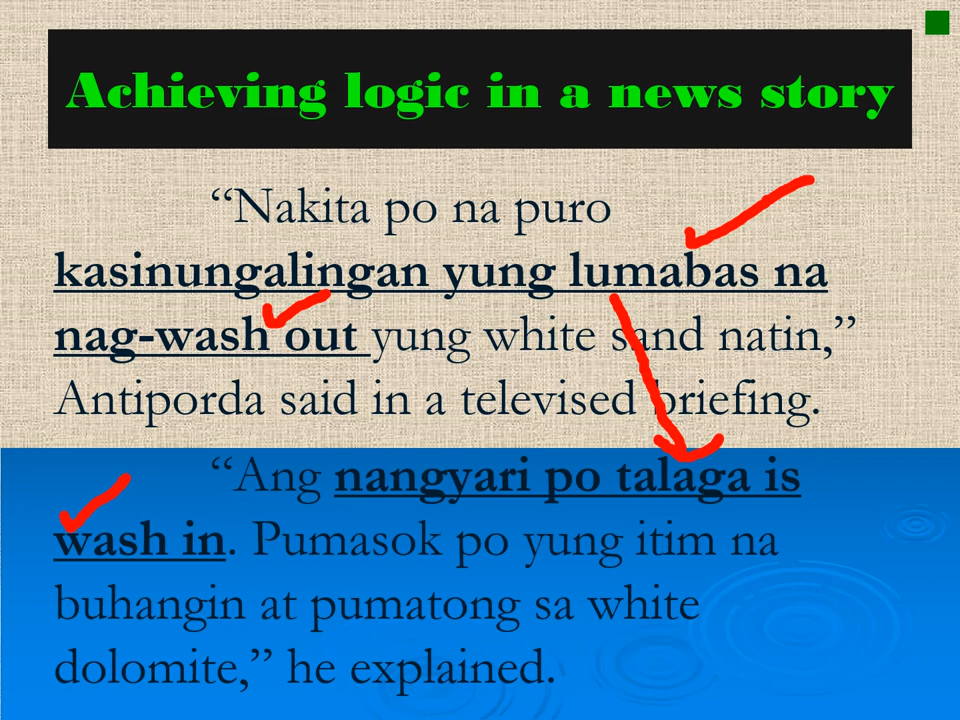 Achieving logic in a news story
“Nakita po na puro
kasinungalingan yung lumabas na
nag-wash out yung white sand natin,”
Antiporda said in a televised briefing.
“Ang nangyari po talaga is
wash in. Pumasok po yung itim na
buhangin at pumatong sa white
dolomite,” he explained.